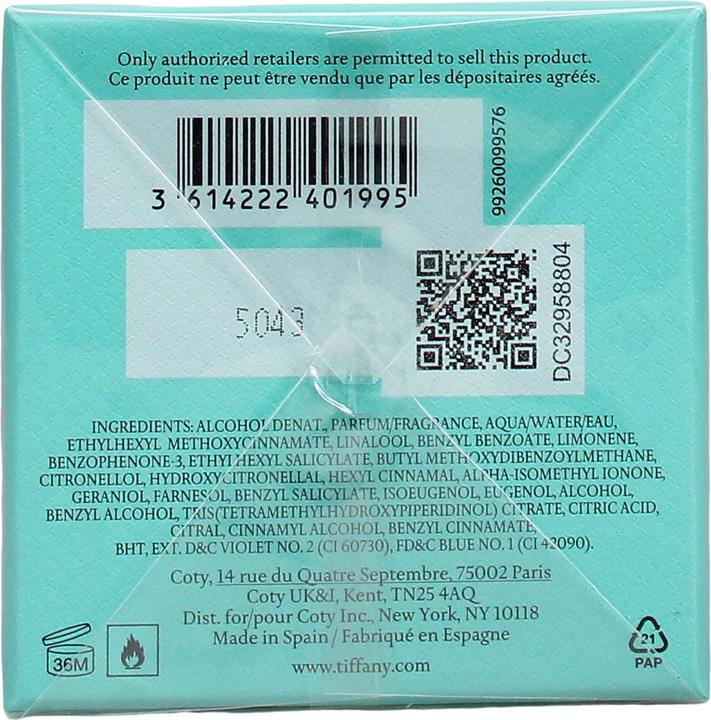 Only authorized retailers are permitted to sell this product.
Ce produit ne peut être vendu que par les dépositaires agréés.
99260099576
3 614222 401995
DC32958804
5043
INGREDIENTS: ALCOHOL DENAT., PARFUM/FRAGRANCE, AQUA/WATER/EAU,
ETHYLHEXYL METHOXYCINNAMATE, LINALOOL, BENZYL BENZOATE, LIMONENE,
BENZOPHENONE-3, ETHYLHEXYL SALICYLATE, BUTYL METHOXYDIBENZOYLMETHANE,
CITRONELLOL, HYDROXYCITRONELLAL, HEXYL CINNAMAL, ALPHA-ISOMETHYL IONONE,
GERANIOL, FARNESOL, BENZYL SALICYLATE, ISOEUGENOL, EUGENOL, ALCOHOL,
BENZYL ALCOHOL, TRIS(TETRAMETHYLHYDROXYPIPERIDINOL) CITRATE, CITRIC ACID,
CITRAL, CINNAMYL ALCOHOL, BENZYL CINNAMATE,
BHT, EXT. D&C VIOLET NO. 2 (CI 60730), FD&C BLUE NO. 1 (CI 42090).
Coty, 14 rue du Quatre Septembre, 75002 Paris
Coty UK&I, Kent, TN25 4AQ
Dist. for/pour Coty Inc., New York, NY 10118
Made in Spain / Fabriqué en Espagne
www.tiffany.com
36M
21
PAP